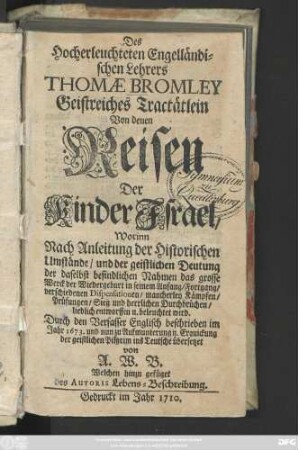 Des
Hocherleuchteten Engelländi-
schen Lehrers
THOMÆ BROMLEY
Geistreiches Tractätlein
Von denen
Reisen
Der
Kinder Israel/
Worinn
Nach Anleitung der Historischen
Umstände/ und der geistlichen Deutung
der daselbst befindlichen Nahmen das grosse
Werck der Wiedergeburt in seinem Anfang/ Fortgang/
verschiedenen Dispensationen/ mancherley Kämpfen/
Prüfungen/ Sieg und herrlichen Durchbrüchen/
lieblich entworffen u. beleuchtet wird.
Durch den Verfasser Englisch beschrieben im
Jahr 1673. und nun zu Aufmunterung u. Erquickung
der geistlichen Pilgrim ins Teutsche übersetzet
von
A. W. B.
Welchen hinzu gefüget
Des AUTORIS Lebens-Beschreibung.
Gedruckt im Jahr 1710.
Gymnasium
zu